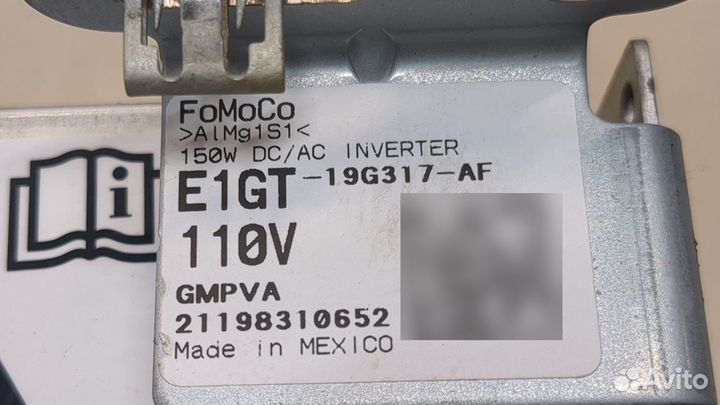 FoMoCo
>AlMg1S1<
150W DC/AC INVERTER
E1GT-19G317-AF
110V
GMPVA
21198310652
Made in MEXICO
Avito